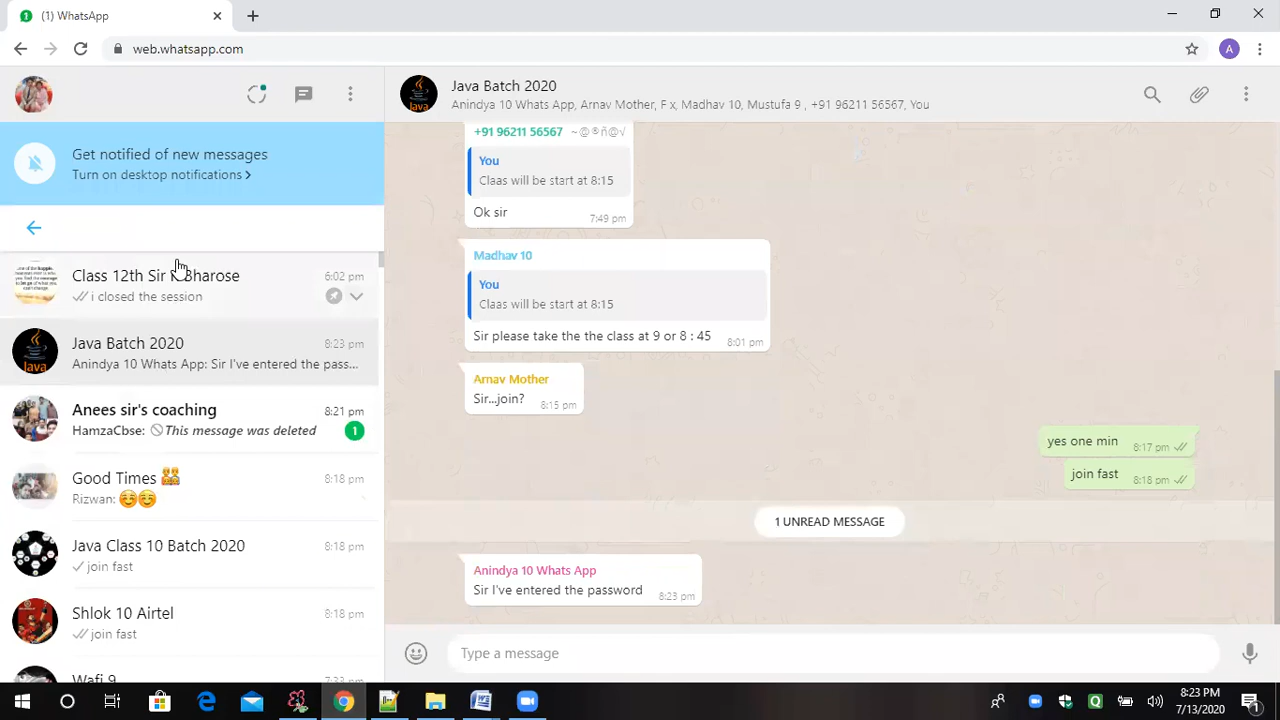 (1) WhatsApp
web.whatsapp.com
A
Get notified of new messages
Turn on desktop notifications >
Class 12th Sir K Bharose
6:02 pm
i closed the session
Java Batch 2020
8:23 pm
Anindya 10 Whats App: Sir I've entered the pass...
Anees sir's coaching
8:21 pm
HamzaCbse: This message was deleted
1
Good Times
8:18 pm
Rizwan:
Java Class 10 Batch 2020
8:18 pm
join fast
Shlok 10 Airtel
8:18 pm
join fast
Wafi 9
7:33 pm
Java Batch 2020
Anindya 10 Whats App, Arnav Mother, F x, Madhav 10, Mustufa 9 , +91 96211 56567, You
+91 96211 56567 ~@®ñ@√
You
Claas will be start at 8:15
Ok sir
7:49 pm
Madhav 10
You
Claas will be start at 8:15
Sir please take the the class at 9 or 8 : 45
8:01 pm
Arnav Mother
Sir...join?
8:15 pm
yes one min
8:17 pm
join fast
8:18 pm
1 UNREAD MESSAGE
Anindya 10 Whats App
Sir I've entered the password
8:23 pm
Type a message
8:23 PM
7/13/2020